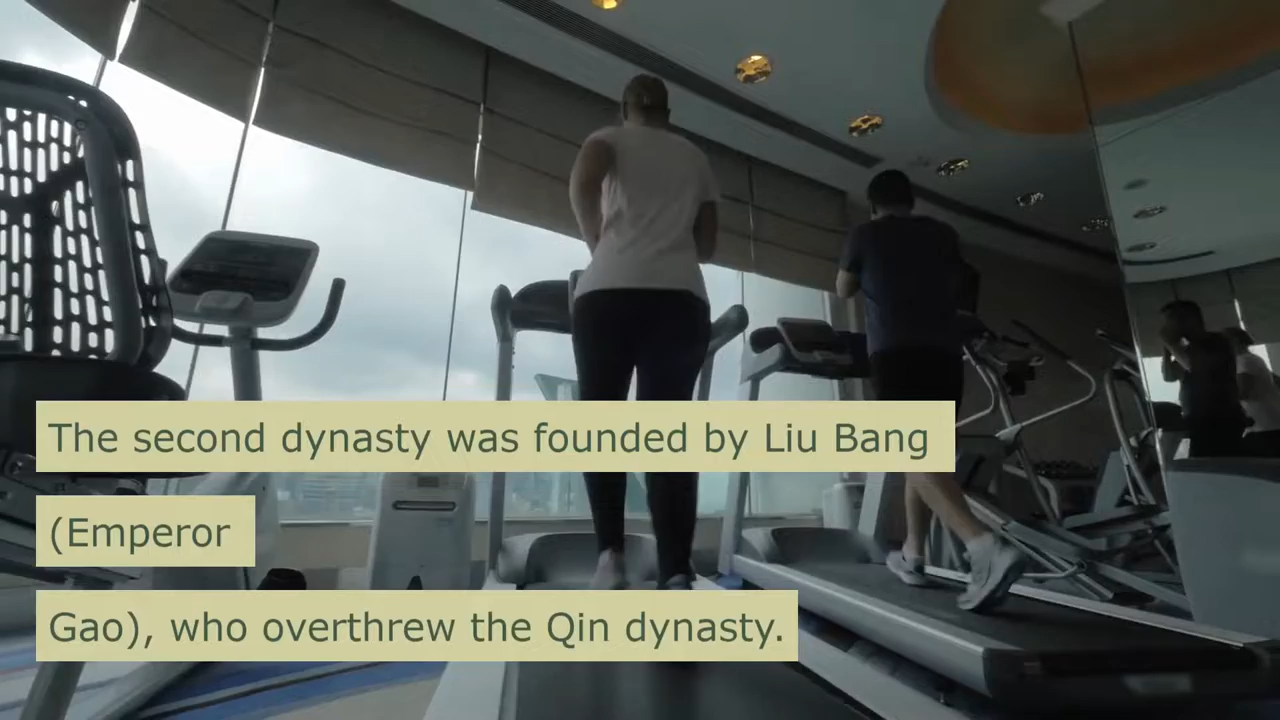 The second dynasty was founded by Liu Bang
(Emperor
Gao), who overthrew the Qin dynasty.